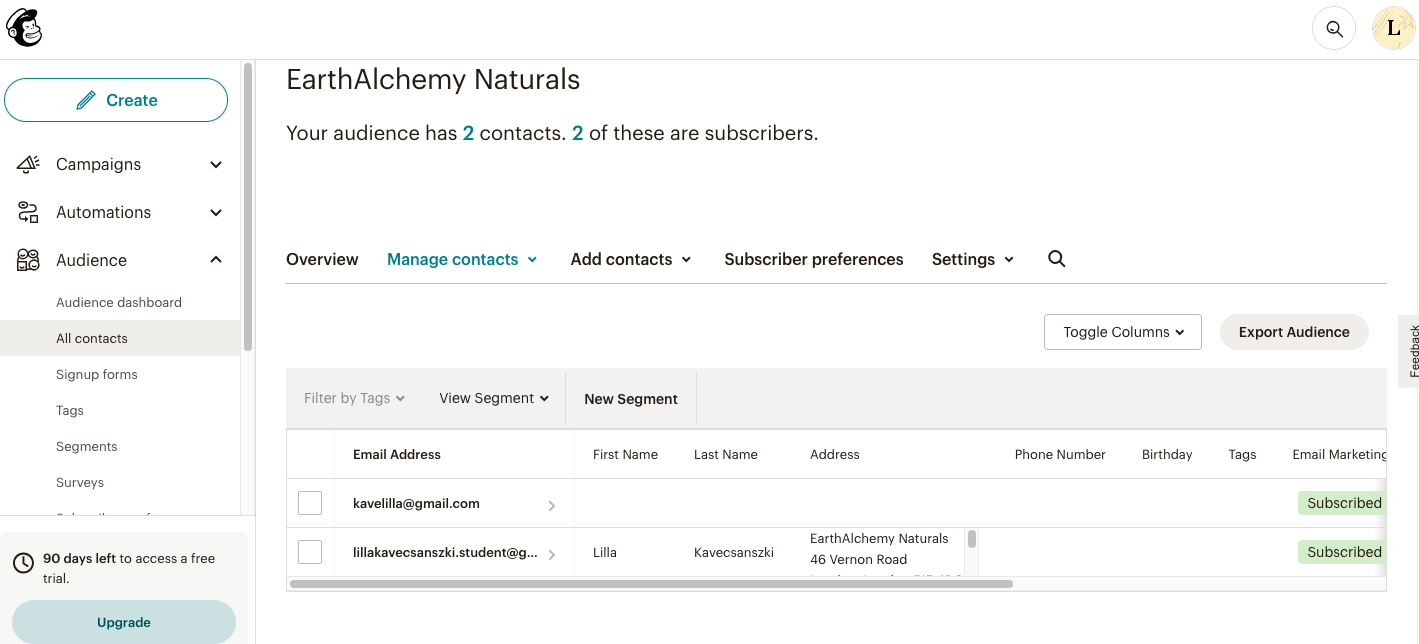 L
EarthAlchemy Naturals
Your audience has 2 contacts. 2 of these are subscribers.
Create
Campaigns
Automations
Audience
Audience dashboard
All contacts
Signup forms
Tags
Segments
Surveys
90 days left to access a free
trial.
Upgrade
Overview Manage contacts Add contacts Subscriber preferences Settings
Toggle Columns Export Audience
Feedback
Filter by Tags View Segment New Segment
Email Address First Name Last Name Address Phone Number Birthday Tags Email Marketing
kavelilla@gmail.com Subscribed
lillakavecsanszki.student@g... Lilla Kavecsanszki EarthAlchemy Naturals Subscribed
46 Vernon Road